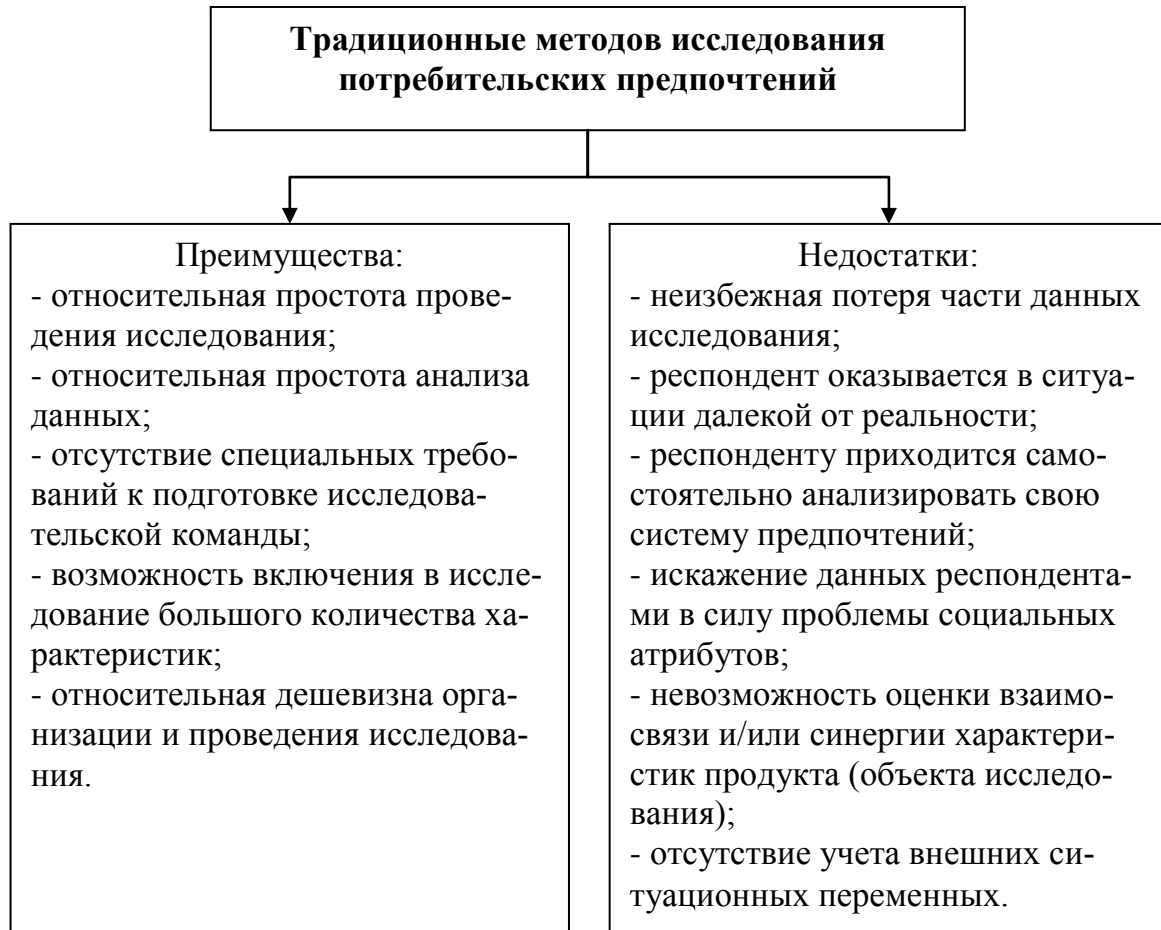 Традиционные методов исследования
потребительских предпочтений
Преимущества:
- относительная простота прове-
дения исследования;
- относительная простота анализа
данных;
- отсутствие специальных требо-
ваний к подготовке исследова-
тельской команды;
- возможность включения в иссле-
дование большого количества ха-
рактеристик;
- относительная дешевизна орга-
низации и проведения исследова-
ния.
Недостатки:
- неизбежная потеря части данных
исследования;
- респондент оказывается в ситуа-
ции далекой от реальности;
- респонденту приходится само-
стоятельно анализировать свою
систему предпочтений;
- искажение данных респондента-
ми в силу проблемы социальных
атрибутов;
- невозможность оценки взаимо-
связи и/или синергии характери-
стик продукта (объекта исследо-
вания);
- отсутствие учета внешних си-
туационных переменных.